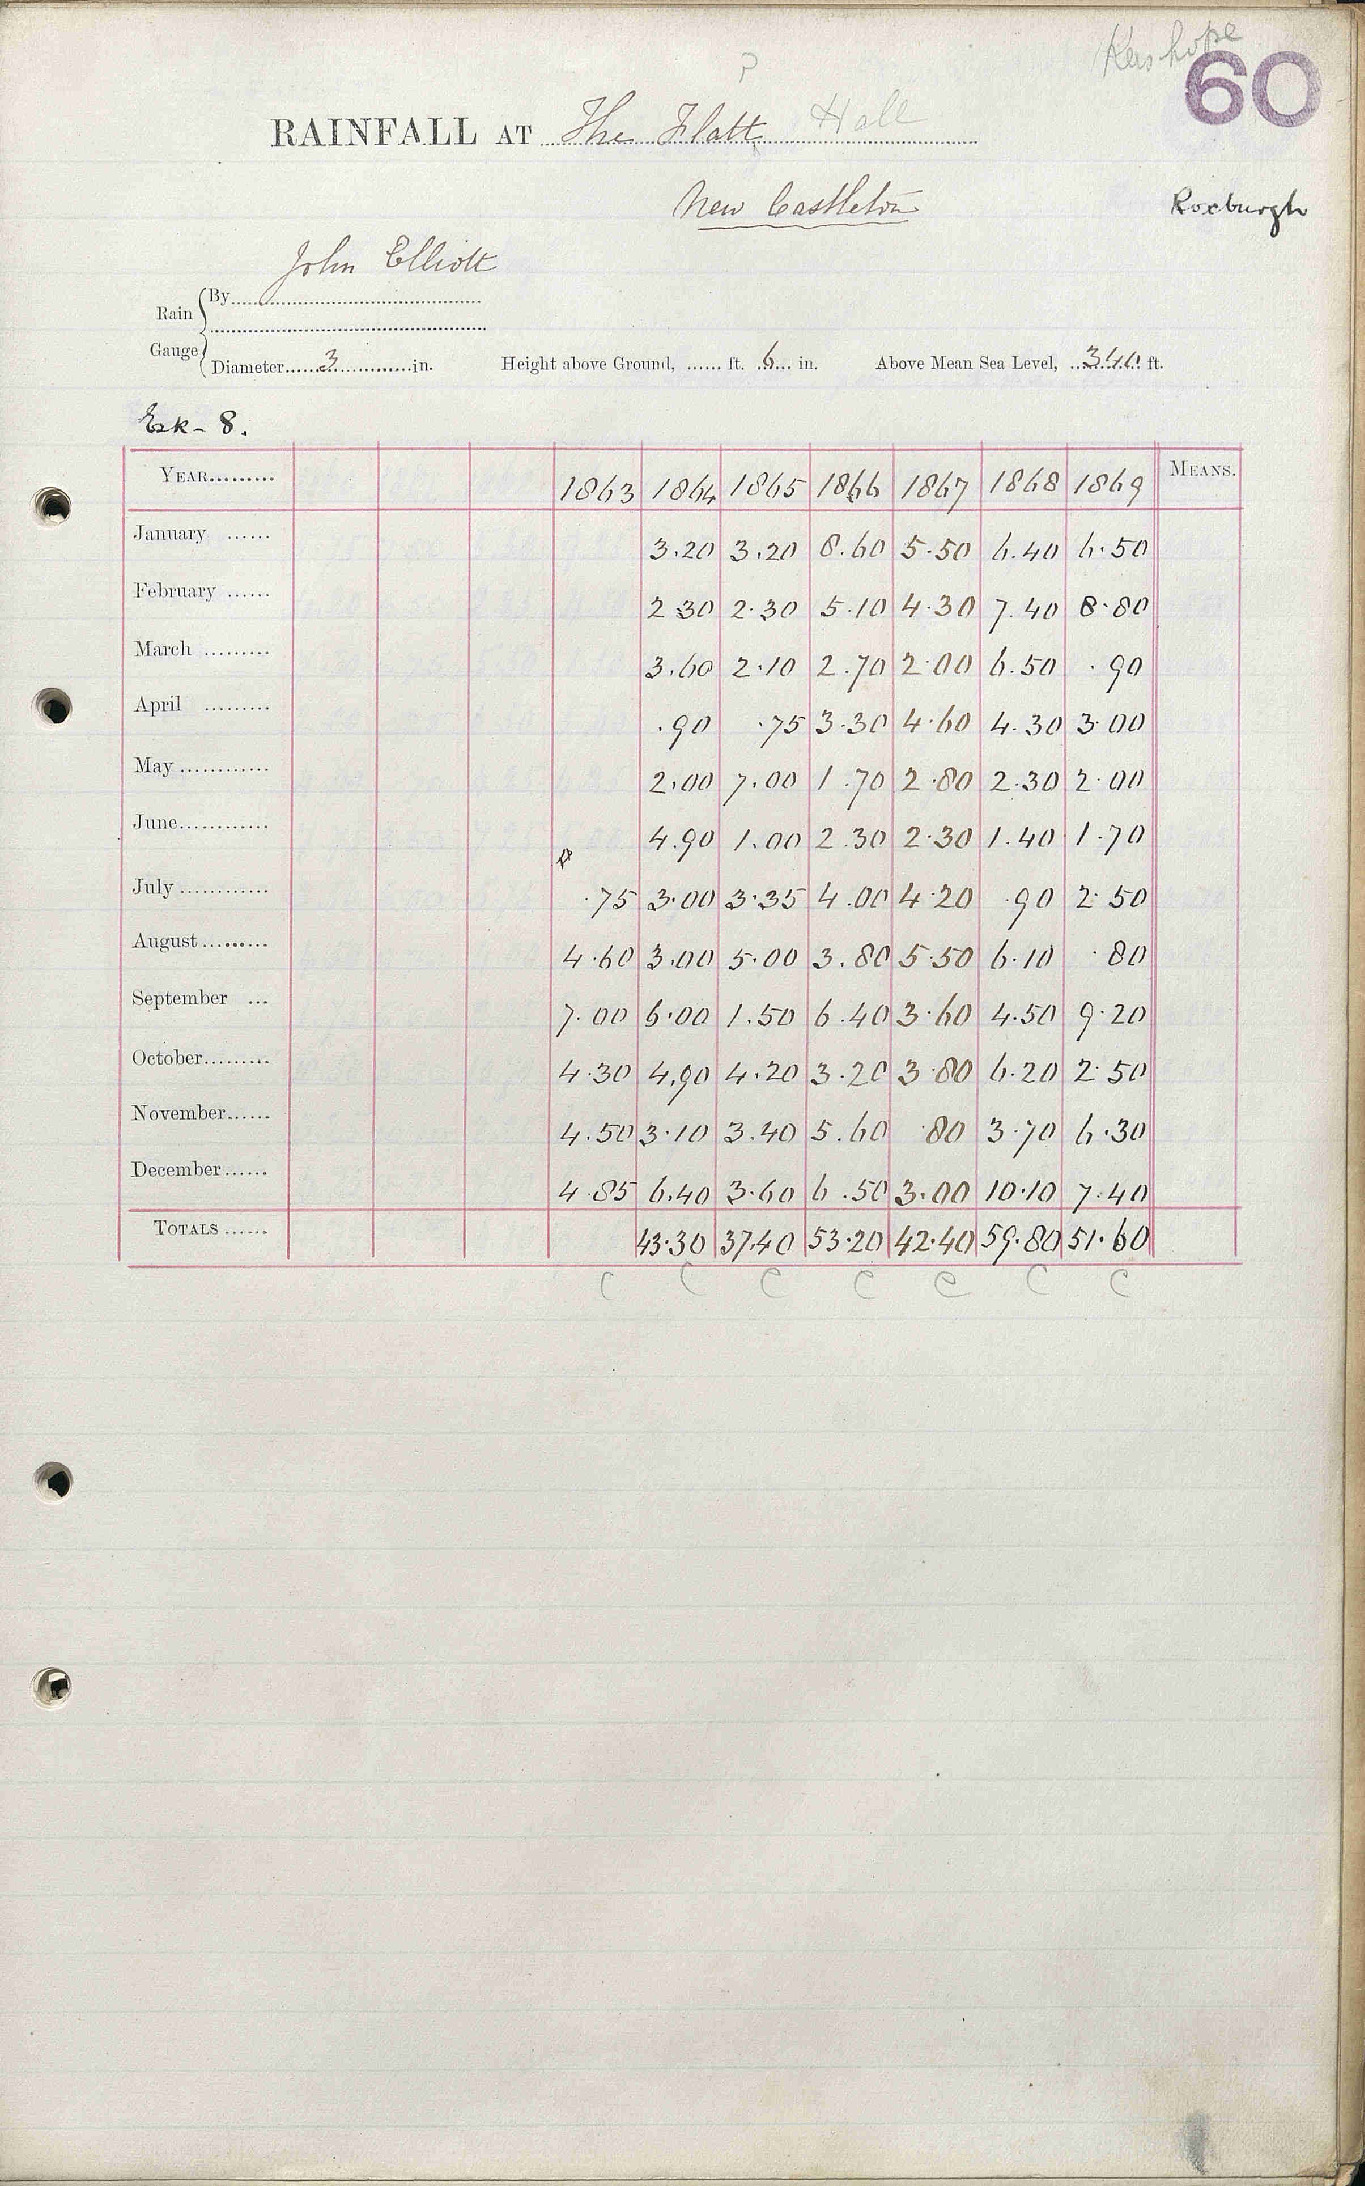 Kershope
60
RAINFALL AT The Flatt Hall
New Castleton
Roxburgh
John Elliott
Rain Gauge { By
Diameter 3 in. Height above Ground, ...... ft. 6 in. Above Mean Sea Level, 340 ft.
Esk - 8.
YEAR......... 1863 1864 1865 1866 1867 1868 1869 MEANS.
January ...... 3.20 3.20 8.60 5.50 6.40 6.50
February ...... 2 30 2.30 5.10 4.30 7.40 8.80
March ......... 3.60 2.10 2.70 2.00 6.50 .90
April ......... .90 .75 3.30 4.60 4.30 3.00
May ............ 2.00 7.00 1.70 2.80 2.30 2.00
June............ 4.90 1.00 2.30 2.30 1.40 1.70
July ............ .75 3.00 3.35 4.00 4.20 .90 2.50
August ......... 4.60 3.00 5.00 3.80 5.50 6.10 .80
September ... 7.00 6.00 1.50 6.40 3.60 4.50 9.20
October......... 4.30 4.90 4.20 3.20 3.80 6.20 2.50
November...... 4.50 3.10 3.40 5.60 .80 3.70 6.30
December ...... 4.85 6.40 3.60 6.50 3.00 10.10 7.40
TOTALS ...... 43.30 37.40 53.20 42.40 59.80 51.60
C C C C C C C